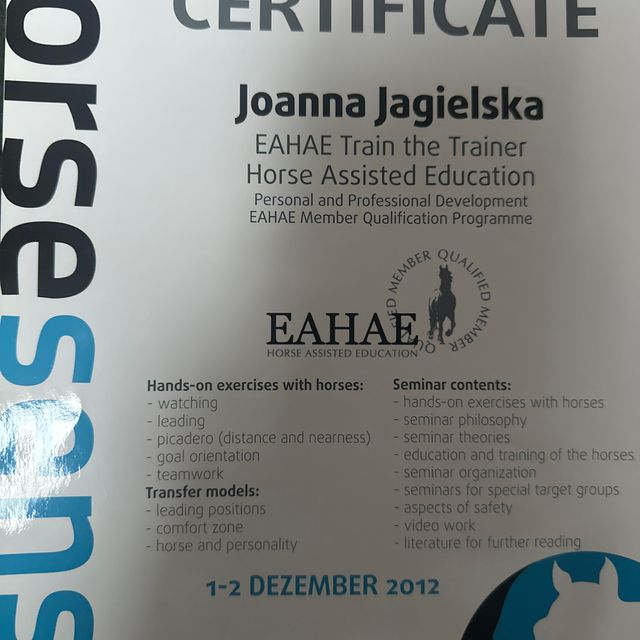 CERTIFICATE
Joanna Jagielska
EAHAE Train the Trainer
Horse Assisted Education
Personal and Professional Development
EAHAE Member Qualification Programme
QUALIFIED MEMBER QUALIFIED MEMBER
EAHAE
HORSE ASSISTED EDUCATION
Hands-on exercises with horses:
- watching
- leading
- picadero (distance and nearness)
- goal orientation
- teamwork
Transfer models:
- leading positions
- comfort zone
- horse and personality
Seminar contents:
- hands-on exercises with horses
- seminar philosophy
- seminar theories
- education and training of the horses
- seminar organization
- seminars for special target groups
- aspects of safety
- video work
- literature for further reading
1-2 DEZEMBER 2012
orsesens